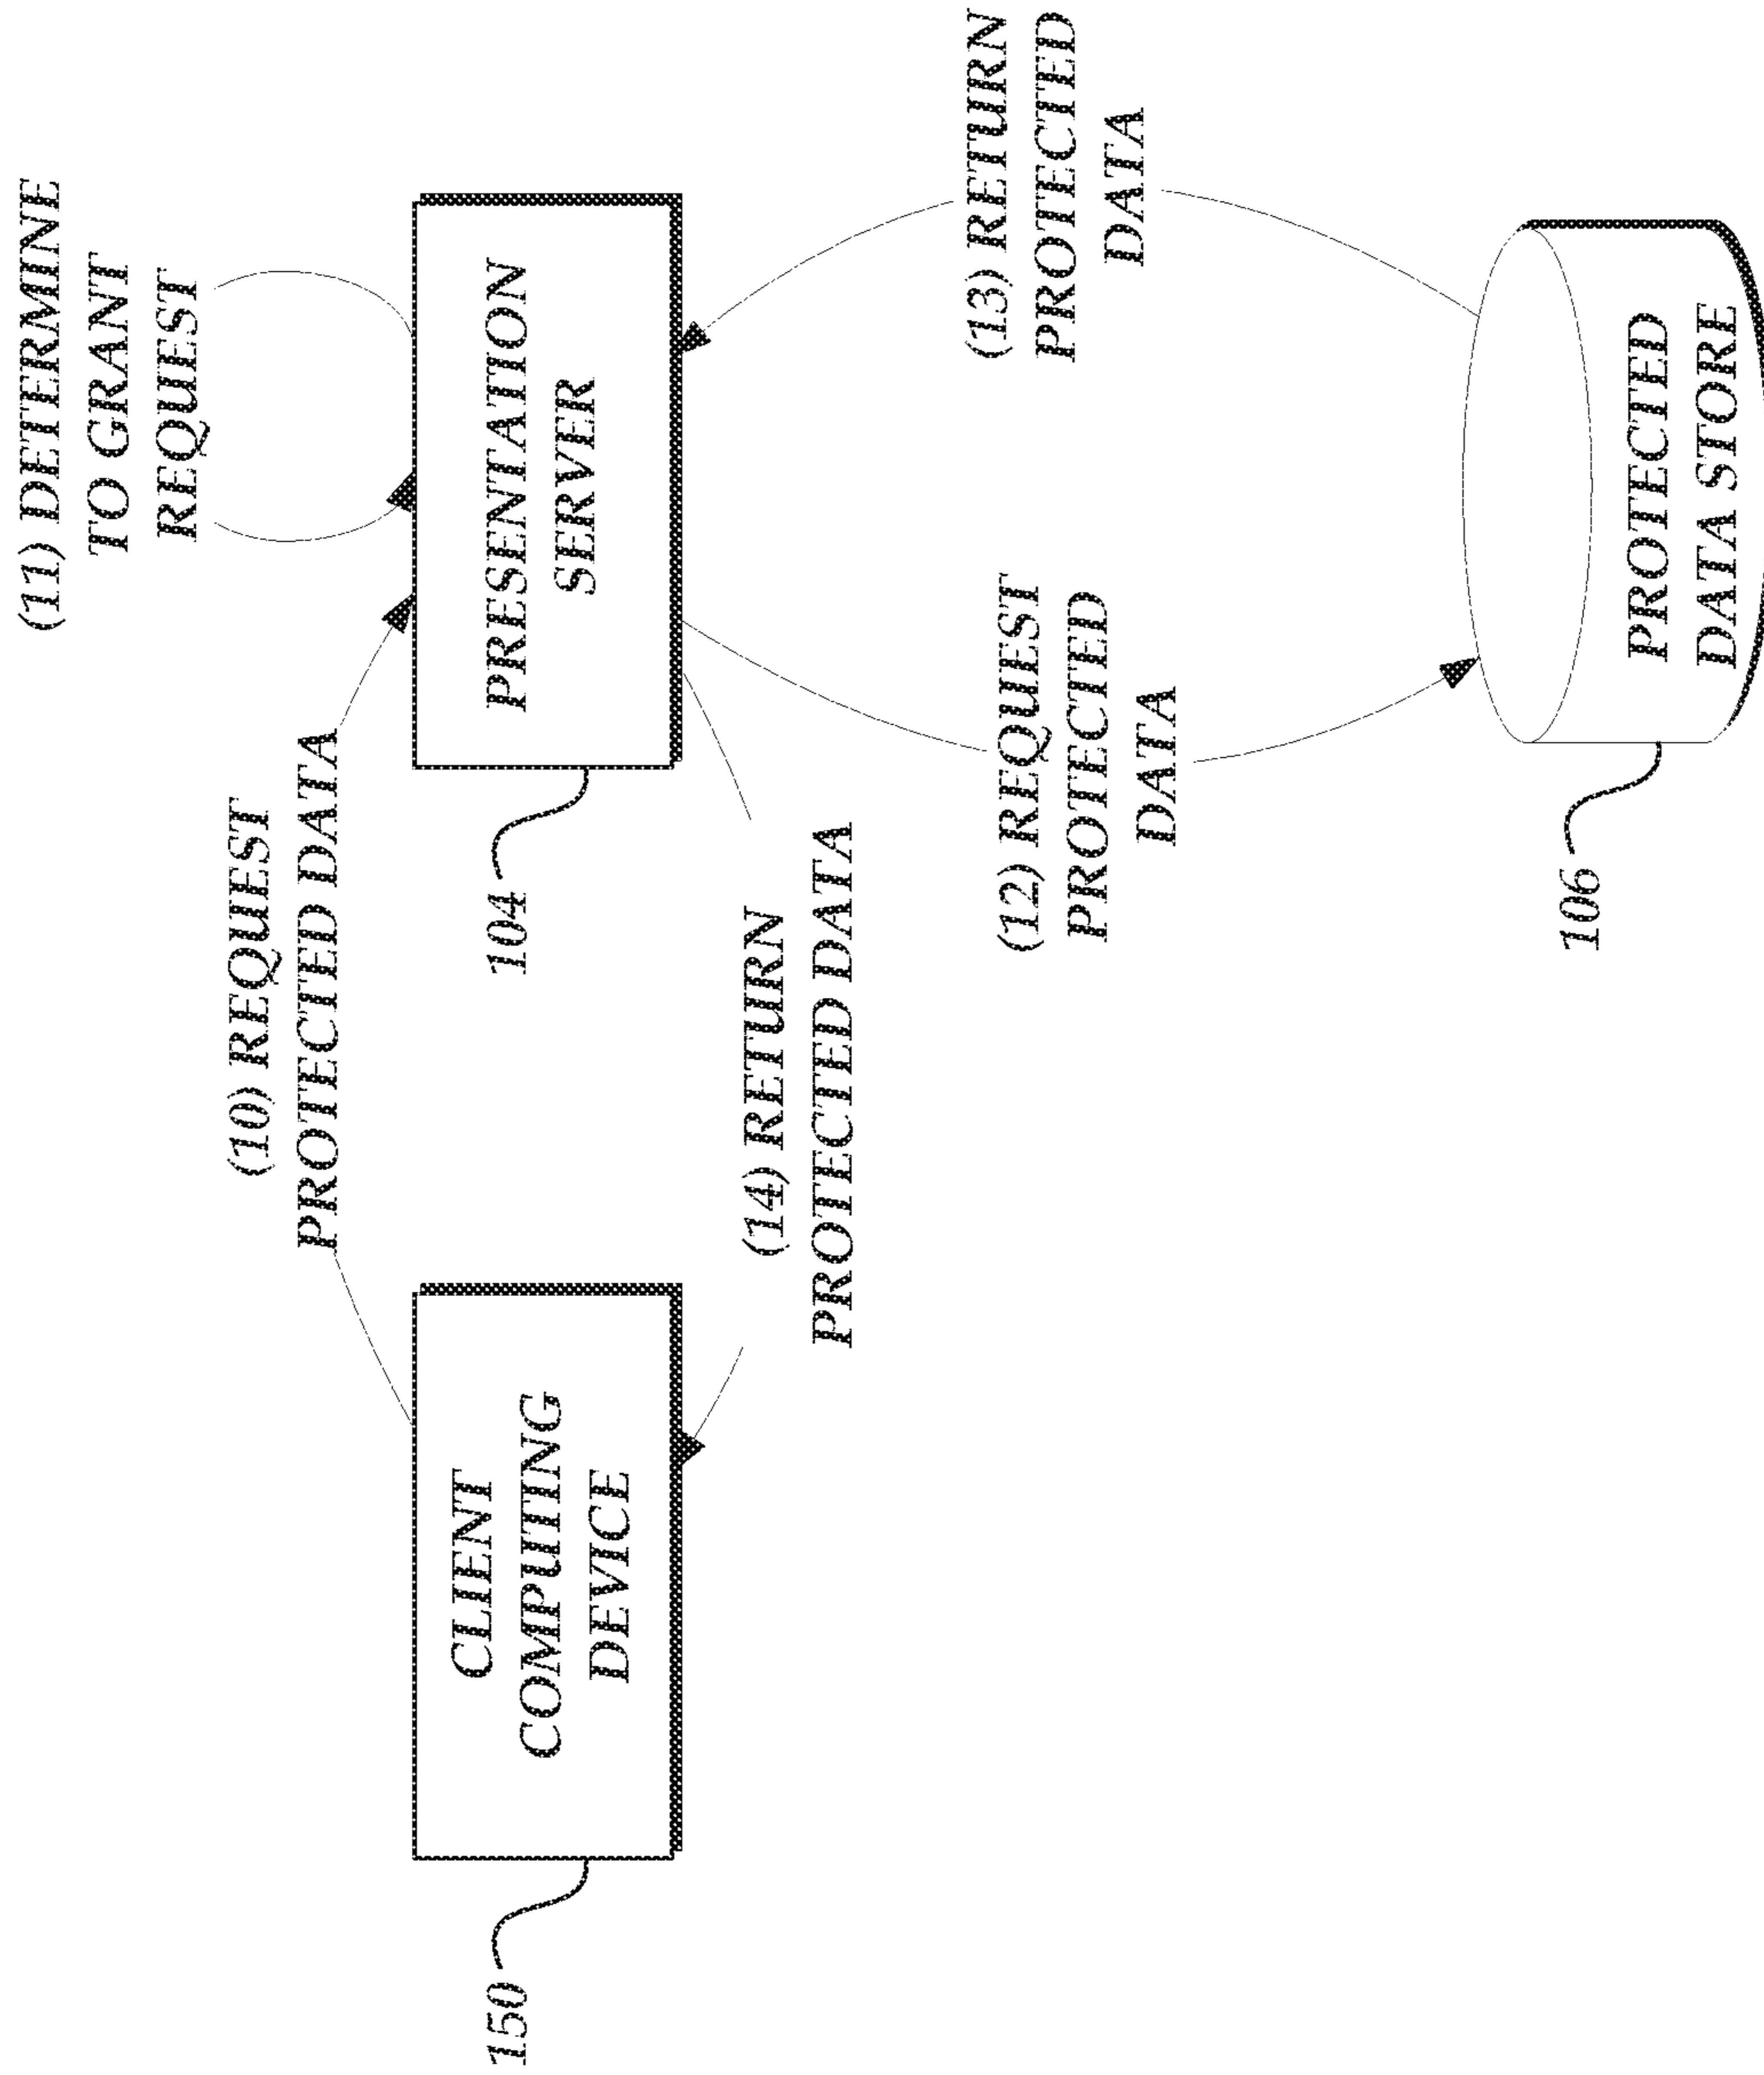 (11) DETERMINE
TO GRANT
REQUEST
(10) REQUEST
PROTECTED DATA
CLIENT
COMPUTING
DEVICE
150
PRESENTATION
SERVER
104
(14) RETURN
PROTECTED DATA
(12) REQUEST
PROTECTED
DATA
(13) RETURN
PROTECTED
DATA
PROTECTED
DATA STORE
106